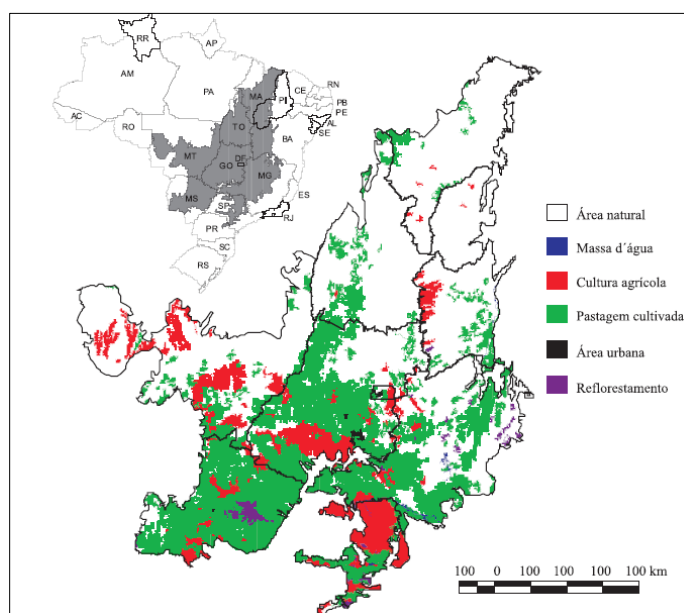 RR
AP
AM
PA
MA
CE
RN
PI
PB
PE
AC
TO
AL
SE
RO
BA
MT
DF
GO
MG
ES
MS
SP
RJ
PR
SC
RS
Área natural
Massa d´água
Cultura agrícola
Pastagem cultivada
Área urbana
Reflorestamento
100 0 100 100 100 100 km